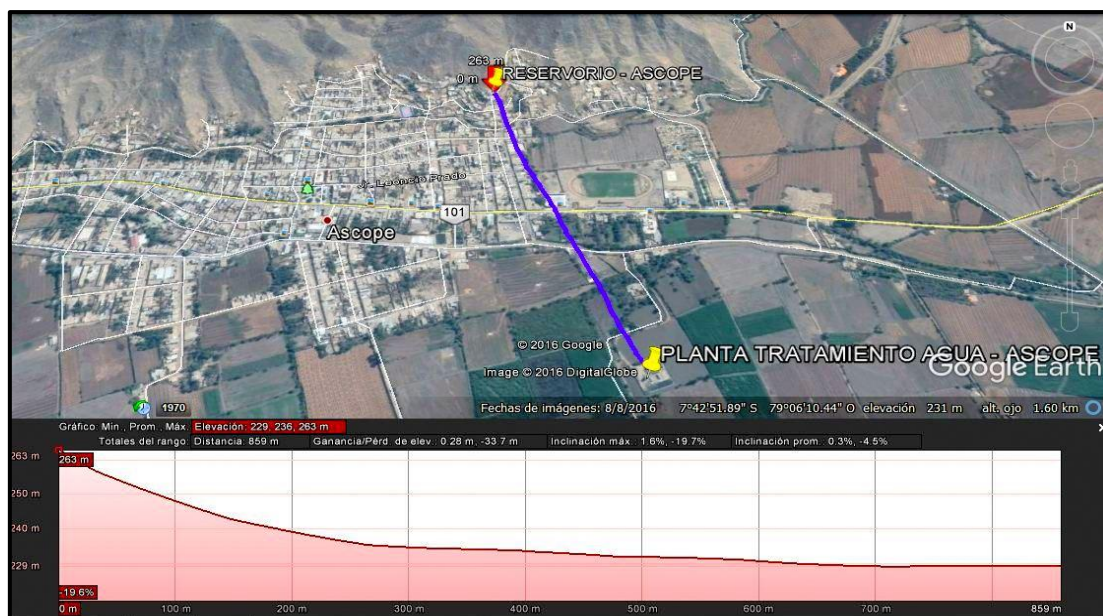 N
263 m
0 m
RESERVORIO - ASCOPE
Leoncio Prado
101
Ascope
© 2016 Google
PLANTA TRATAMIENTO AGUA - ASCOPE
Image © 2016 DigitalGlobe
Google Earth
1970
Fechas de imágenes: 8/8/2016 7°42'51.89" S 79°06'10.44" O elevación 231 m alt. ojo 1.60 km
Gráfico: Mín., Prom., Máx. Elevación: 229, 236, 263 m
Totales del rango: Distancia: 859 m Ganancia/Pérd. de elev.: 0.28 m, -33.7 m Inclinación máx.: 1.6%, -19.7% Inclinación prom.: 0.3%, -4.5%
263 m
263 m
250 m
240 m
229 m
-19.6%
0 m 100 m 200 m 300 m 400 m 500 m 600 m 700 m 859 m